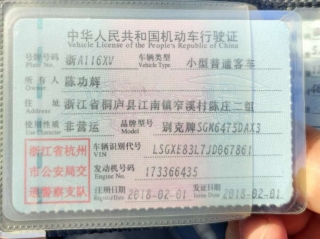 中华人民共和国机动车行驶证
Vehicle License of the People's Republic of China
号牌号码 浙A116XV 车辆类型 小型普通客车
Plate No. Vehicle Type
所有人 陈功辉
Owner
住址 浙江省桐庐县江南镇窄溪村陈庄二组
Address
使用性质 非营运 品牌型号 别克牌SGM6475DAX3
Use Character Model
浙江省杭州 车辆识别代号 LSGXE83L7JD067861
VIN
市公安局交 发动机号码 173366435
Engine No.
通警察支队 注册日期 2018-02-01 发证日期 2018-02-01
Register Date Issue Date